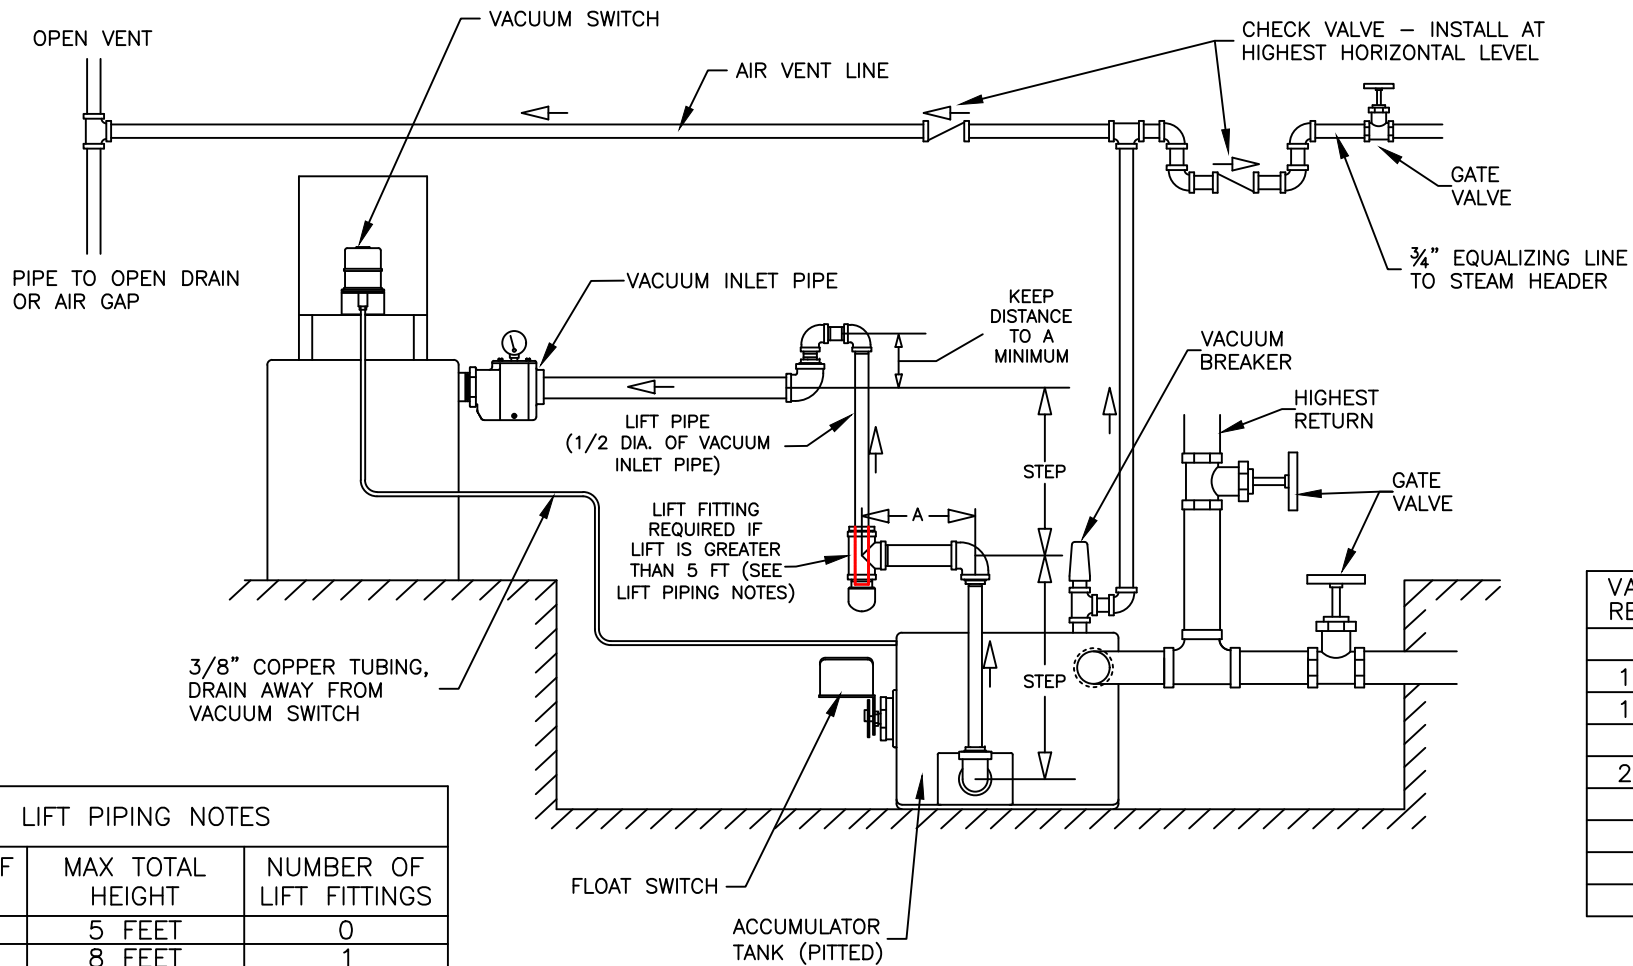 VACUUM SWITCH
OPEN VENT
AIR VENT LINE
CHECK VALVE – INSTALL AT
HIGHEST HORIZONTAL LEVEL
GATE
VALVE
¾" EQUALIZING LINE
TO STEAM HEADER
PIPE TO OPEN DRAIN
OR AIR GAP
VACUUM INLET PIPE
KEEP
DISTANCE
TO A
MINIMUM
VACUUM
BREAKER
HIGHEST
RETURN
LIFT PIPE
(1/2 DIA. OF VACUUM
INLET PIPE)
STEP
GATE
VALVE
LIFT FITTING
REQUIRED IF
LIFT IS GREATER
THAN 5 FT (SEE
LIFT PIPING NOTES)
A
STEP
3/8" COPPER TUBING,
DRAIN AWAY FROM
VACUUM SWITCH
FLOAT SWITCH
ACCUMULATOR
TANK (PITTED)
LIFT PIPING NOTES
F
MAX TOTAL
HEIGHT
NUMBER OF
LIFT FITTINGS
5 FEET 0
8 FEET 1
VA
RE
1
1
2